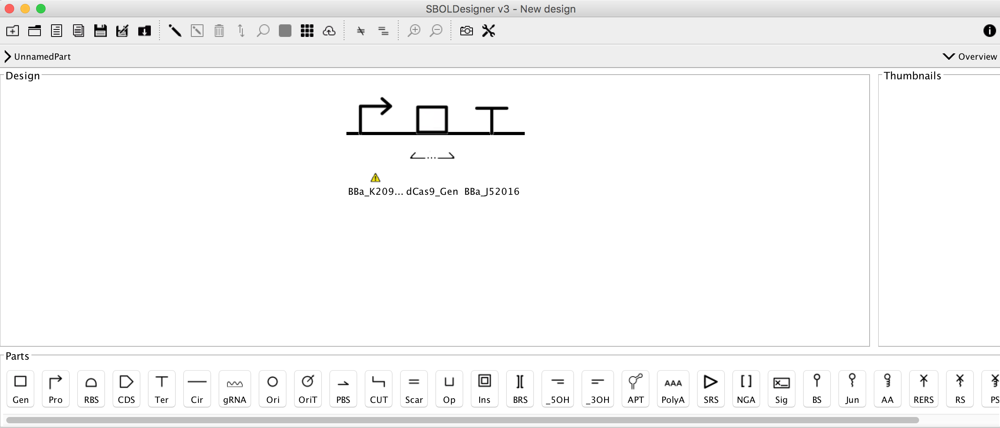 SBOLDesigner v3 - New design
UnnamedPart
Overview
Design
Thumbnails
BBa_K209... dCas9_Gen BBa_J52016
Parts
AAA
Gen Pro RBS CDS Ter Cir gRNA Ori OriT PBS CUT Scar Op Ins BRS _5OH _3OH APT PolyA SRS NGA Sig BS Jun AA RERS RS PS